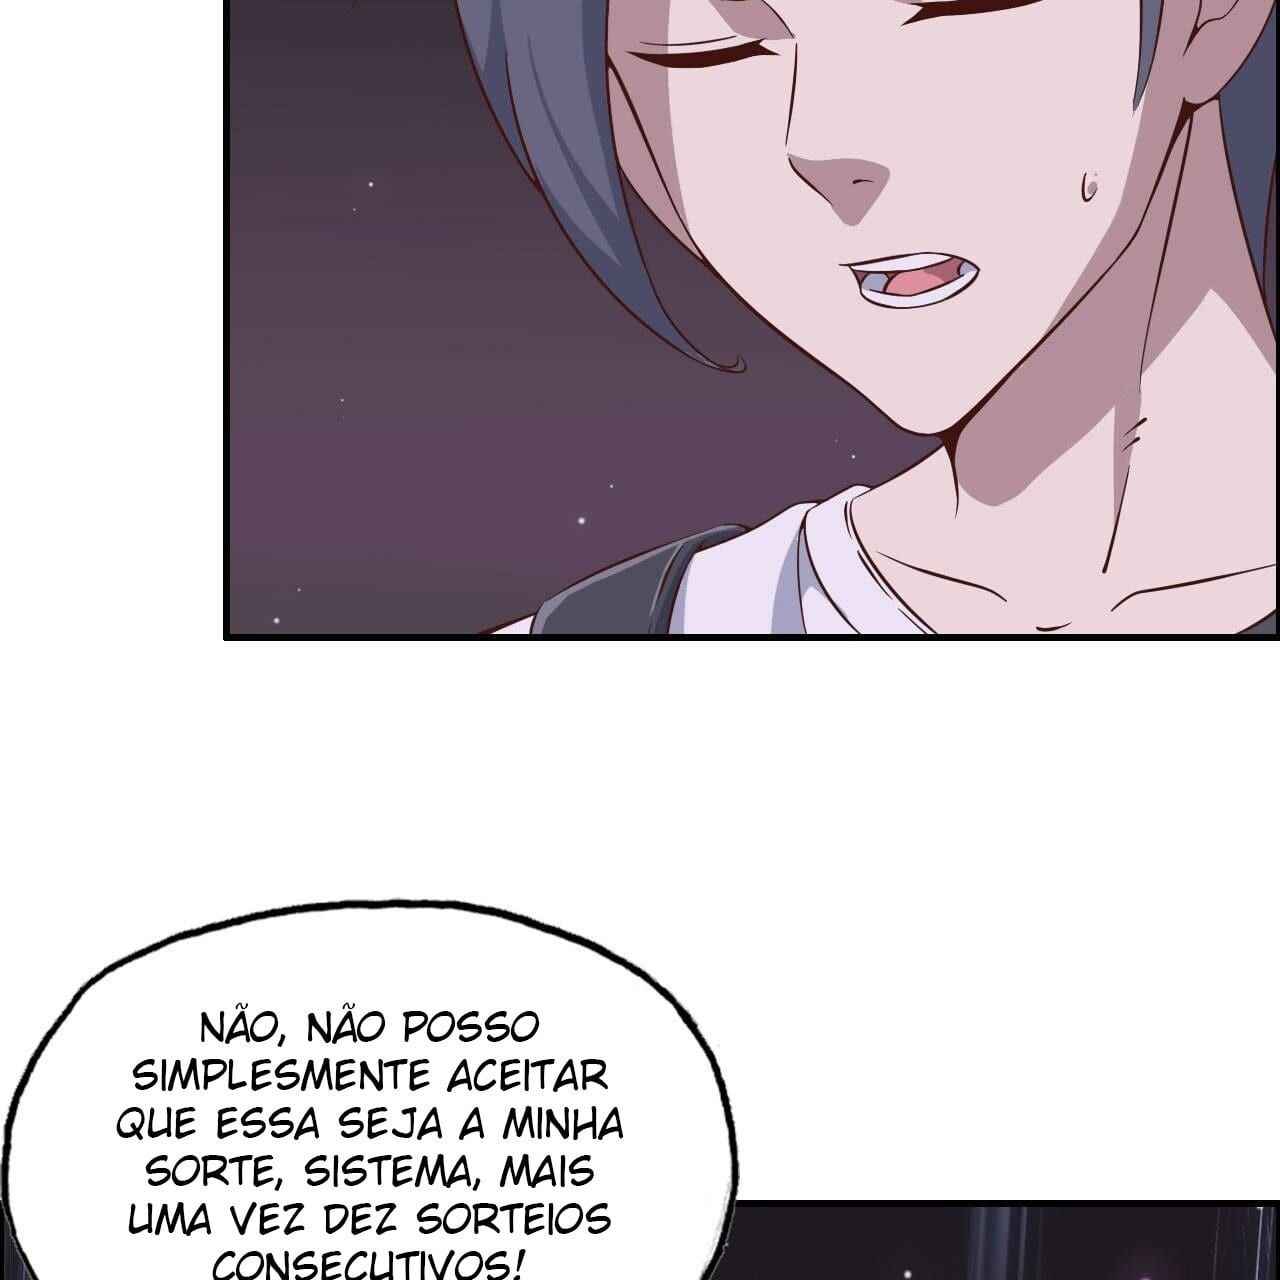 NÃO, NÃO POSSO
SIMPLESMENTE ACEITAR
QUE ESSA SEJA A MINHA
SORTE, SISTEMA, MAIS
UMA VEZ DEZ SORTEIOS
CONSECUTIVOS!